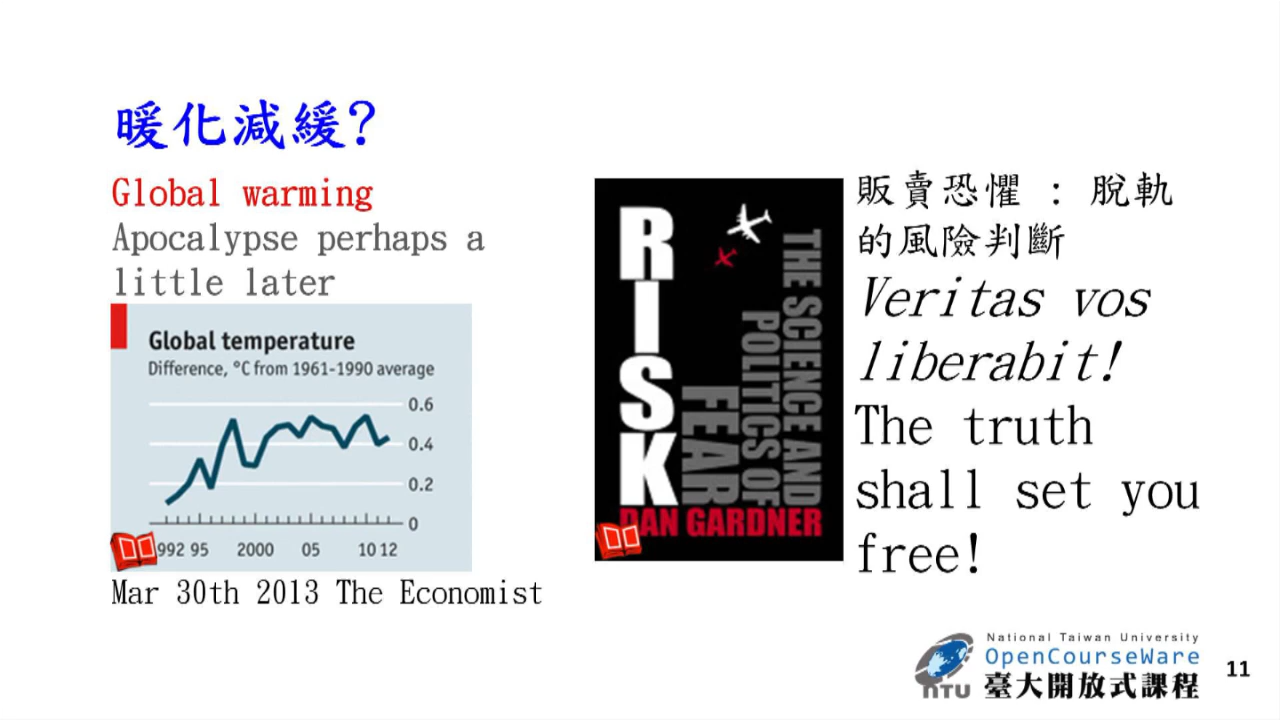 暖化減緩?
Global warming
Apocalypse perhaps a
little later
Global temperature
Difference, °C from 1961-1990 average
0.6
0.4
0.2
0
992 95 2000 05 10 12
Mar 30th 2013 The Economist
RISK
THE SCIENCE AND
POLITICS OF
FEAR
DAN GARDNER
販賣恐懼 : 脫軌
的風險判斷
Veritas vos
liberabit!
The truth
shall set you
free!
National Taiwan University
OpenCourseWare
NTU 臺大開放式課程
11